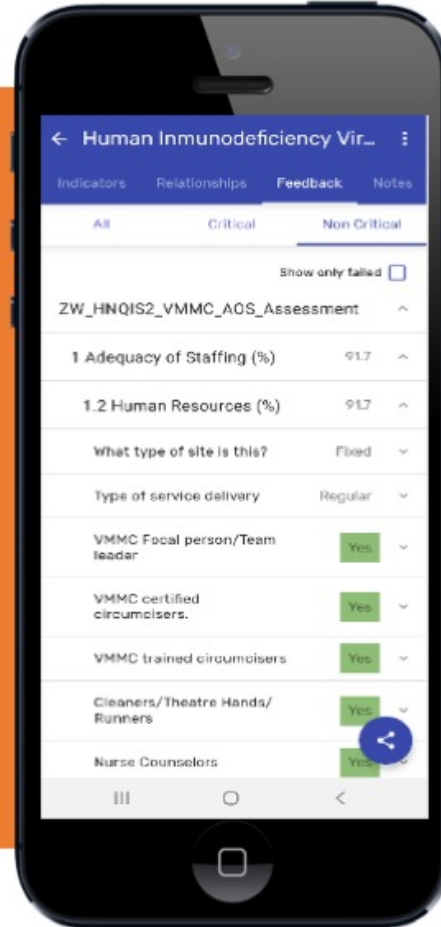 Human Inmunodeficiency Vir...
Indicators Relationships Feedback Notes
All Critical Non Critical
Show only failed
ZW_HNQIS2_VMMC_AOS_Assessment
1 Adequacy of Staffing (%) 91.7
1.2 Human Resources (%) 91.7
What type of site is this? Fixed
Type of service delivery Regular
VMMC Focal person/Team
leader
Yes
VMMC certified
circumcisers.
Yes
VMMC trained circumcisers Yes
Cleaners/Theatre Hands/
Runners
Yes
Nurse Counselors Yes